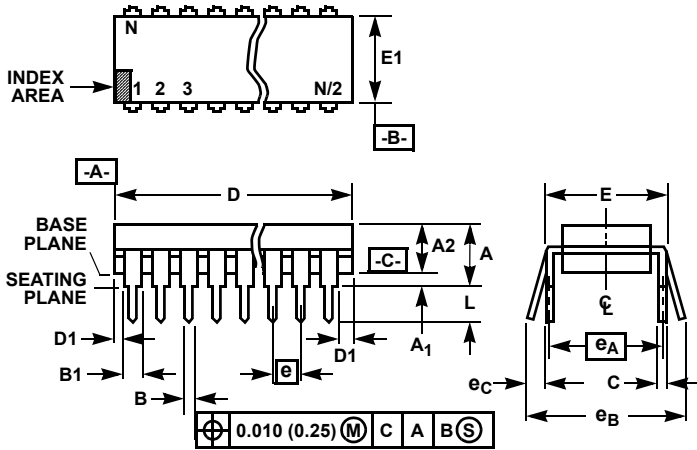 N
E1
INDEX
AREA
1 2 3 N/2
-B-
-A-
D
E
BASE
PLANE
A2
A
-C-
SEATING
PLANE
L
℄
D1
A1
D1
eA
B1
e
eC
C
B
eB
0.010 (0.25) Ⓜ C A B Ⓢ